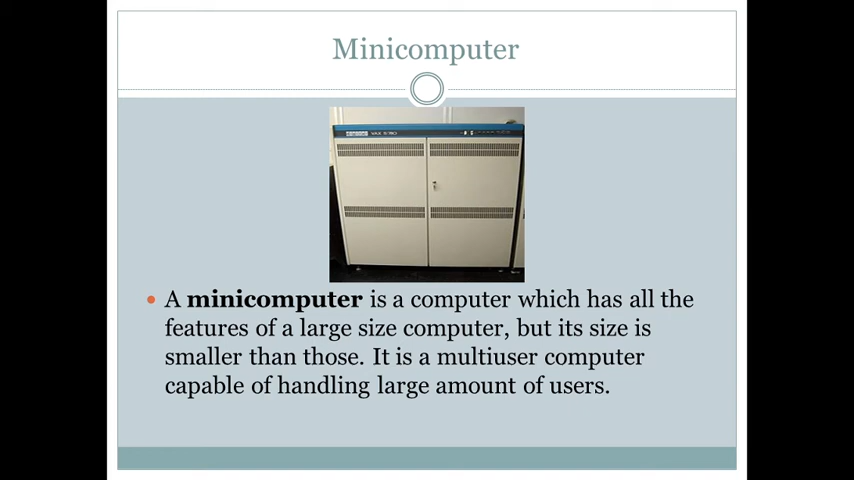 Minicomputer
• A minicomputer is a computer which has all the
features of a large size computer, but its size is
smaller than those. It is a multiuser computer
capable of handling large amount of users.